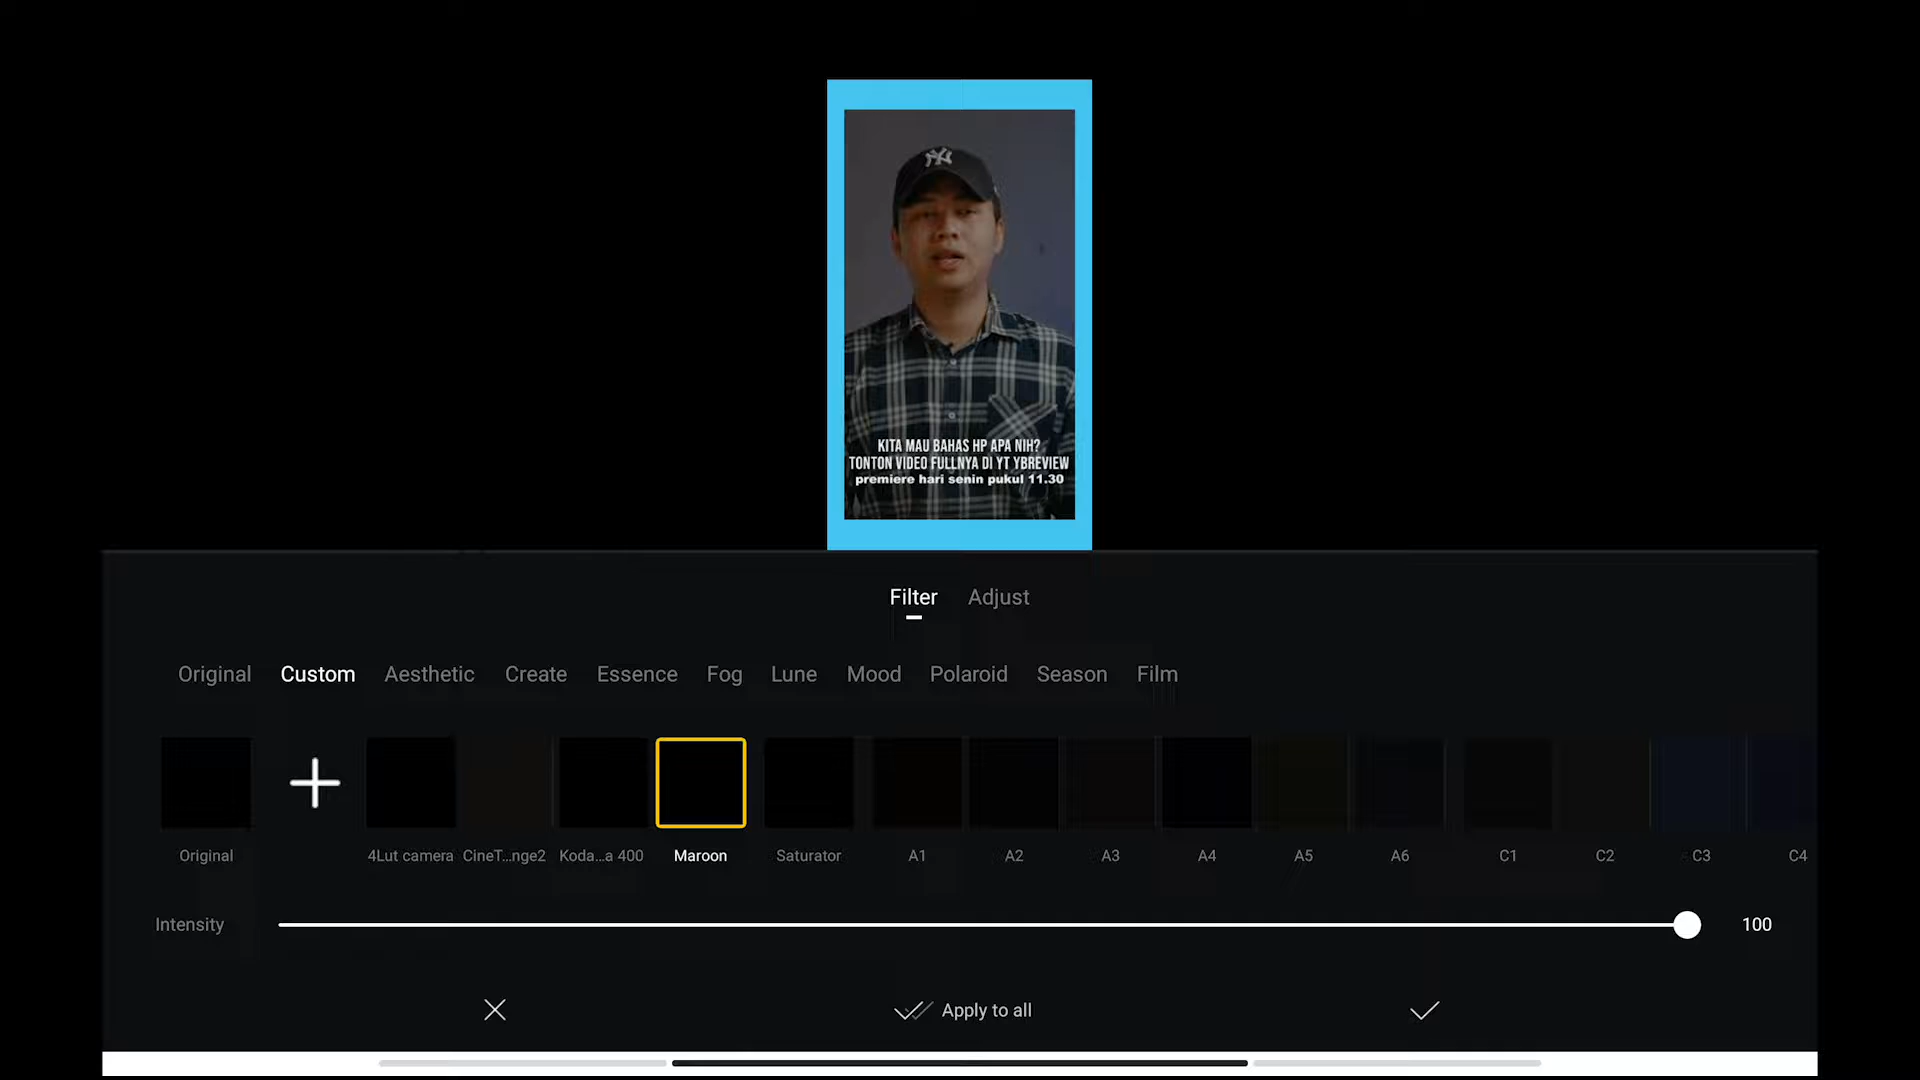 NY
KITA MAU BAHAS HP APA NIH?
TONTON VIDEO FULLNYA DI YT YBREVIEW
premiere hari senin pukul 11.30
Filter Adjust
Original Custom Aesthetic Create Essence Fog Lune Mood Polaroid Season Film
Original 4Lut camera CineT...nge2 Koda...a 400 Maroon Saturator A1 A2 A3 A4 A5 A6 C1 C2 C3 C4
Intensity 100
Apply to all